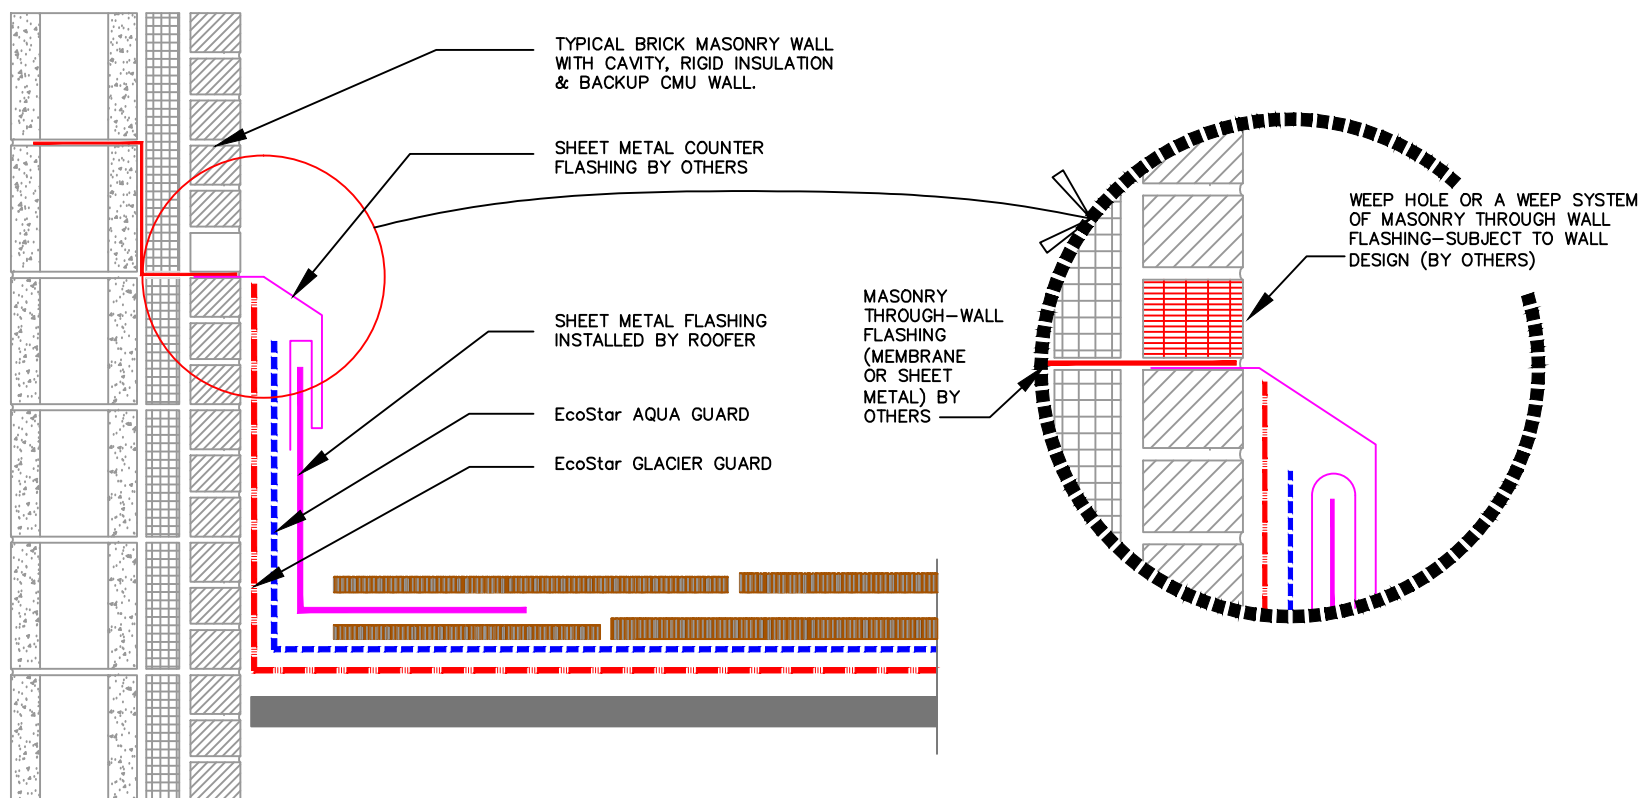 TYPICAL BRICK MASONRY WALL
WITH CAVITY, RIGID INSULATION
& BACKUP CMU WALL.
SHEET METAL COUNTER
FLASHING BY OTHERS
SHEET METAL FLASHING
INSTALLED BY ROOFER
EcoStar AQUA GUARD
EcoStar GLACIER GUARD
MASONRY
THROUGH-WALL
FLASHING
(MEMBRANE
OR SHEET
METAL) BY
OTHERS
WEEP HOLE OR A WEEP SYSTEM
OF MASONRY THROUGH WALL
FLASHING-SUBJECT TO WALL
DESIGN (BY OTHERS)